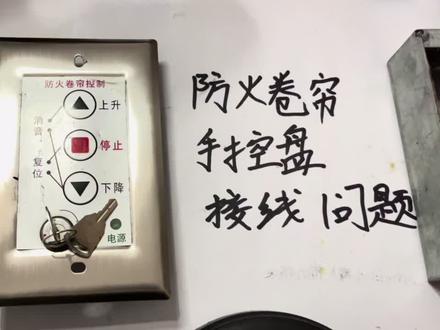 防火卷帘控制
上升
消音
停止
复位
下降
电源
防火卷帘
手控盘
接线问题